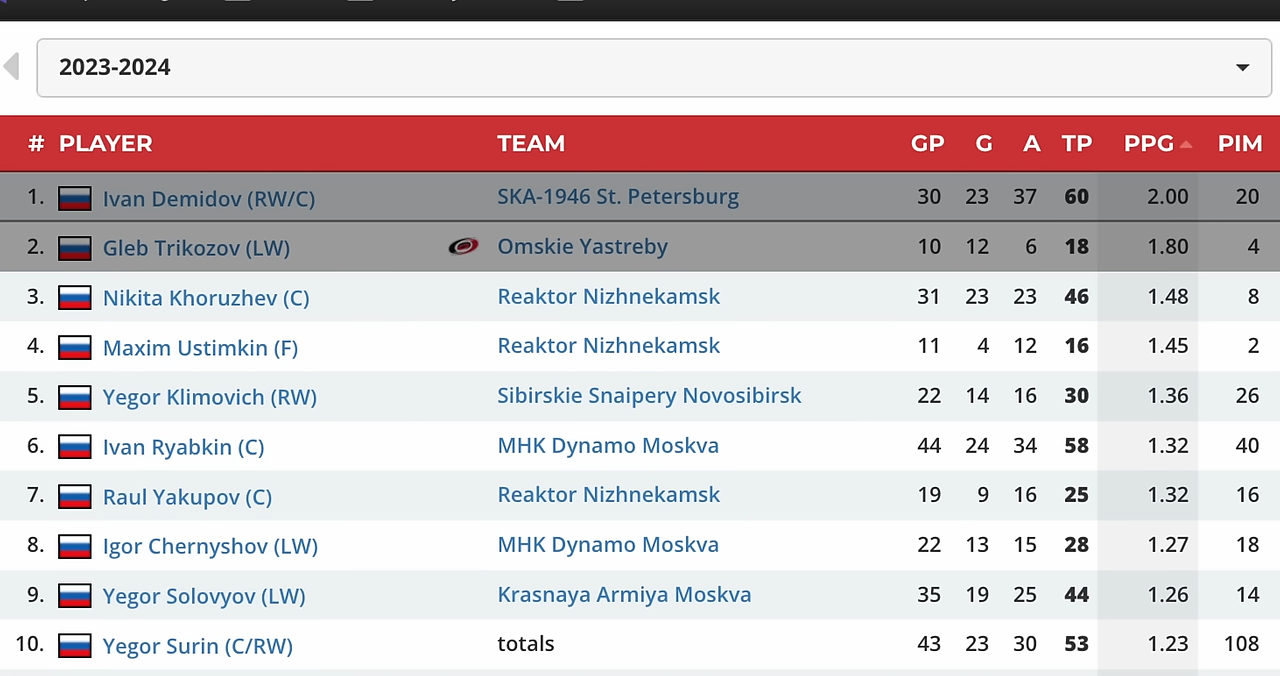 2023-2024
# PLAYER TEAM GP G A TP PPG PIM
1. Ivan Demidov (RW/C) SKA-1946 St. Petersburg 30 23 37 60 2.00 20
2. Gleb Trikozov (LW) Omskie Yastreby 10 12 6 18 1.80 4
3. Nikita Khoruzhev (C) Reaktor Nizhnekamsk 31 23 23 46 1.48 8
4. Maxim Ustimkin (F) Reaktor Nizhnekamsk 11 4 12 16 1.45 2
5. Yegor Klimovich (RW) Sibirskie Snaipery Novosibirsk 22 14 16 30 1.36 26
6. Ivan Ryabkin (C) MHK Dynamo Moskva 44 24 34 58 1.32 40
7. Raul Yakupov (C) Reaktor Nizhnekamsk 19 9 16 25 1.32 16
8. Igor Chernyshov (LW) MHK Dynamo Moskva 22 13 15 28 1.27 18
9. Yegor Solovyov (LW) Krasnaya Armiya Moskva 35 19 25 44 1.26 14
10. Yegor Surin (C/RW) totals 43 23 30 53 1.23 108